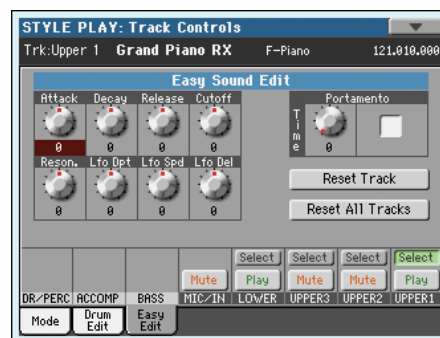 STYLE PLAY: Track Controls
Trk:Upper 1 Grand Piano RX F-Piano 121.010.000
Easy Sound Edit
Attack Decay Release Cutoff Portamento
Time
0 0 0 0 0
Reson. Lfo Dpt Lfo Spd Lfo Del
Reset Track
0 0 0 0
Reset All Tracks
Select Select Select Select
Mute Play Mute Mute Play
DR/PERC ACCOMP BASS MIC/IN LOWER UPPER3 UPPER2 UPPER1
Mode Drum Edit Easy Edit